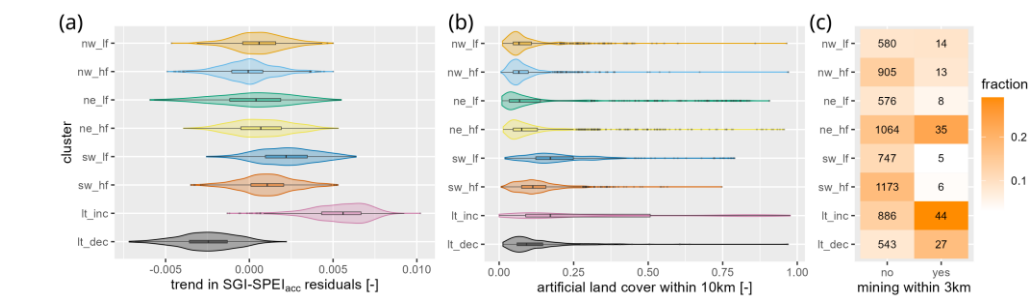 (a)
cluster
nw_lf
nw_hf
ne_lf
ne_hf
sw_lf
sw_hf
lt_inc
lt_dec
-0.005 0.000 0.005 0.010
trend in SGI-SPEIacc residuals [-]
(b)
nw_lf
nw_hf
ne_lf
ne_hf
sw_lf
sw_hf
lt_inc
lt_dec
0.00 0.25 0.50 0.75 1.00
artificial land cover within 10km [-]
(c)
nw_lf 580 14
nw_hf 905 13
ne_lf 576 8
ne_hf 1064 35
sw_lf 747 5
sw_hf 1173 6
lt_inc 886 44
lt_dec 543 27
no yes
mining within 3km
fraction
0.2
0.1